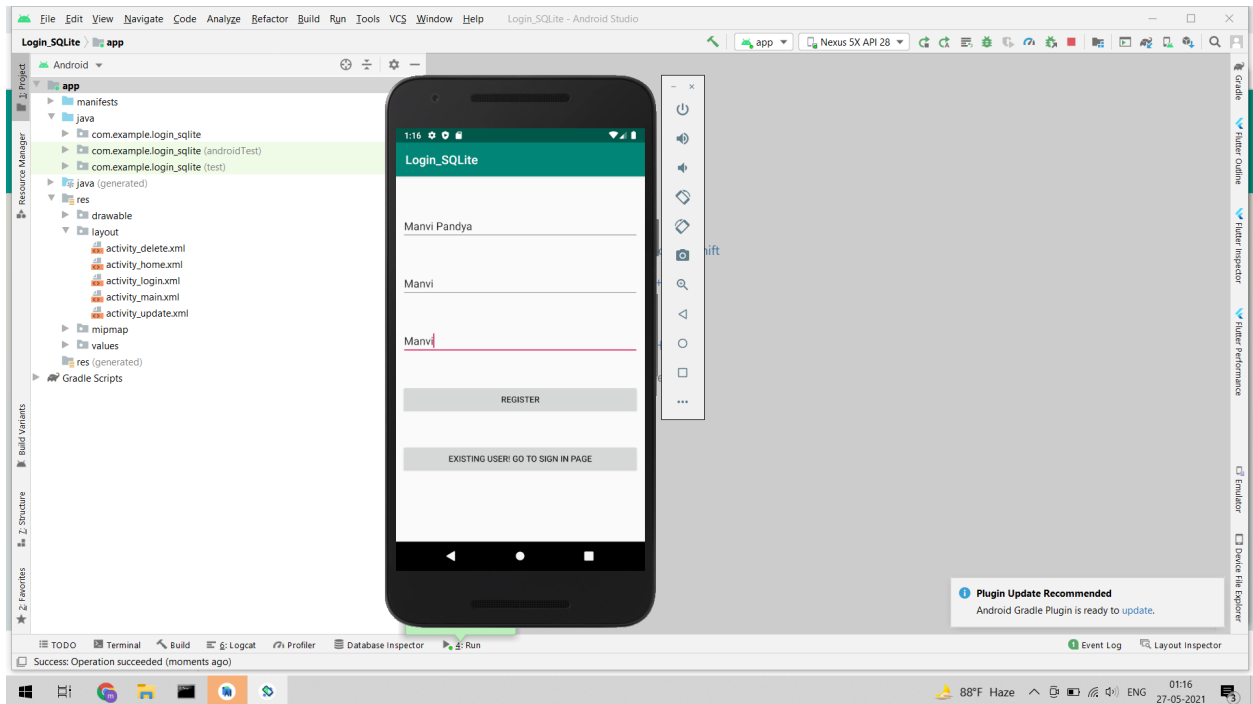 File Edit View Navigate Code Analyze Refactor Build Run Tools VCS Window Help Login_SQLite - Android Studio
Login_SQLite app
app
Nexus 5X API 28
Android
app
manifests
java
com.example.login_sqlite
com.example.login_sqlite (androidTest)
com.example.login_sqlite (test)
java (generated)
res
drawable
layout
activity_delete.xml
activity_home.xml
activity_login.xml
activity_main.xml
activity_update.xml
mipmap
values
res (generated)
Gradle Scripts
1: Project
Resource Manager
Build Variants
Z: Structure
2: Favorites
1:16
Login_SQLite
Manvi Pandya
Manvi
Manvi
REGISTER
EXISTING USER! GO TO SIGN IN PAGE
Gradle
Flutter Outline
Flutter Inspector
Flutter Performance
Emulator
Device File Explorer
Plugin Update Recommended
Android Gradle Plugin is ready to update.
TODO Terminal Build 6: Logcat Profiler Database Inspector 4: Run
1 Event Log Layout Inspector
Success: Operation succeeded (moments ago)
88°F Haze ENG 01:16
27-05-2021
3